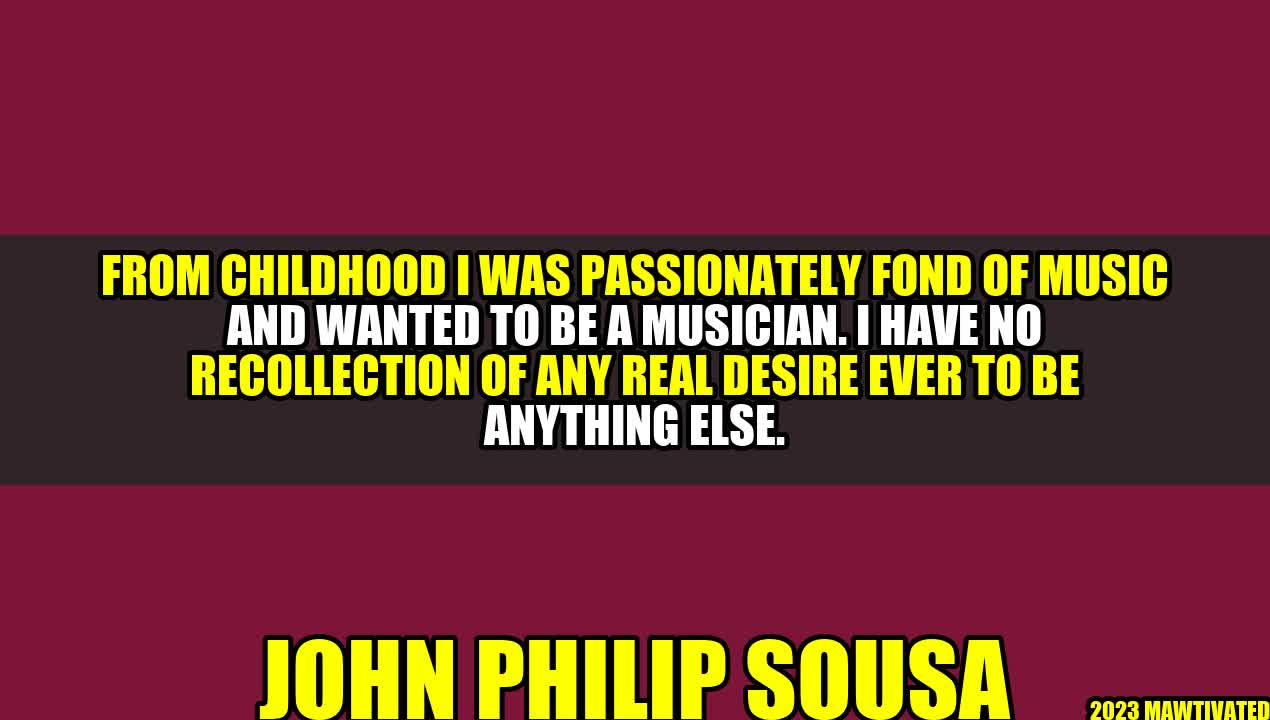 FROM CHILDHOOD I WAS PASSIONATELY FOND OF MUSIC
AND WANTED TO BE A MUSICIAN. I HAVE NO
RECOLLECTION OF ANY REAL DESIRE EVER TO BE
ANYTHING ELSE.
JOHN PHILIP SOUSA
2023 MAWTIVATED